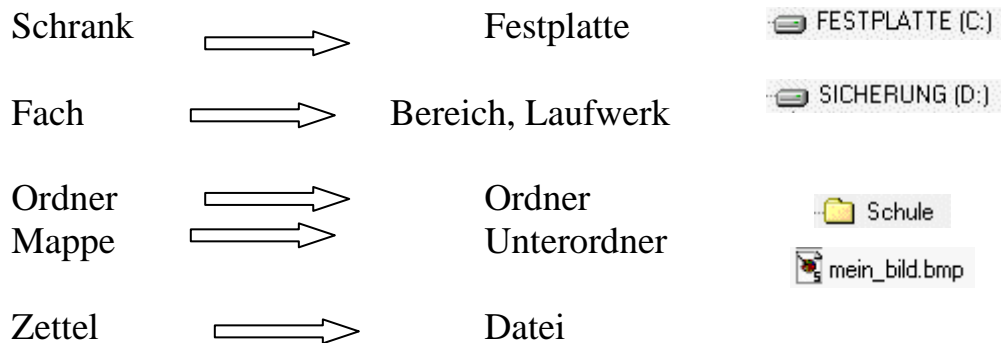 Schrank Festplatte FESTPLATTE (C:)
Fach Bereich, Laufwerk SICHERUNG (D:)
Ordner Ordner Schule
Mappe Unterordner
mein_bild.bmp
Zettel Datei